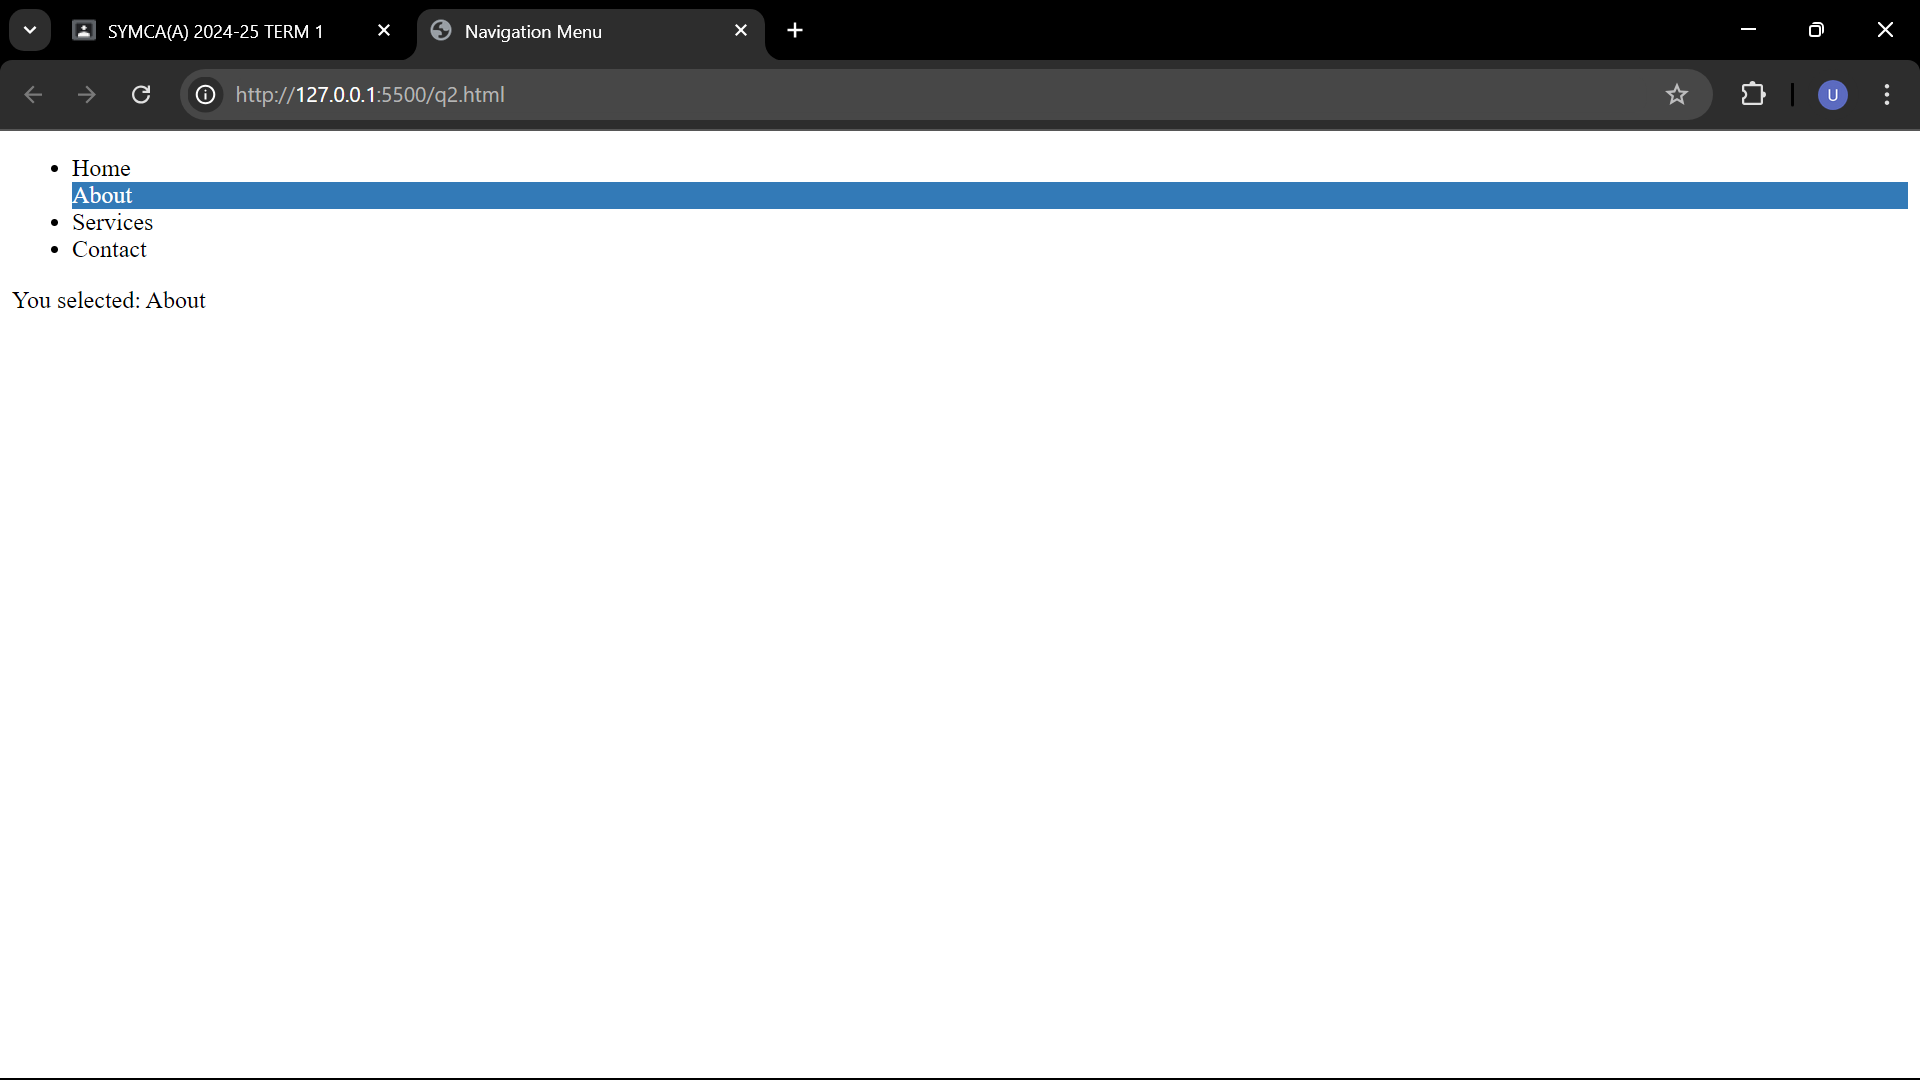 SYMCA(A) 2024-25 TERM 1
Navigation Menu
http://127.0.0.1:5500/q2.html
U
Home
About
Services
Contact
You selected: About